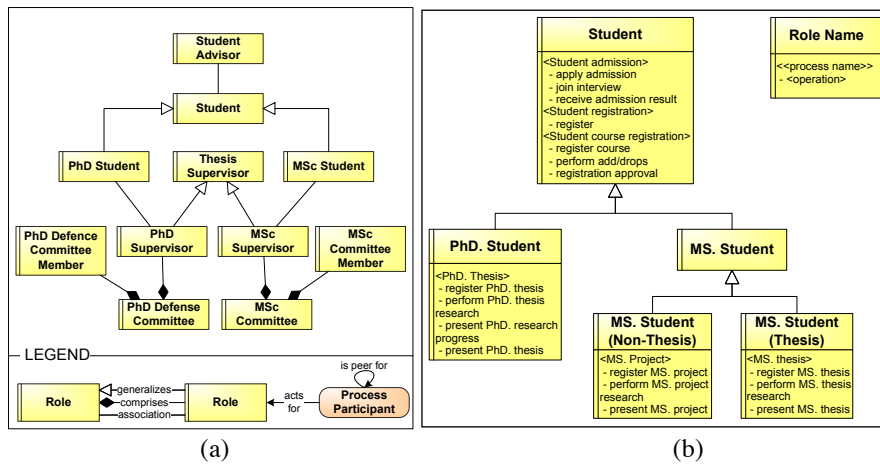 Student
Advisor
Student
PhD Student
Thesis
Supervisor
MSc Student
PhD Defence
Committee
Member
PhD
Supervisor
MSc
Supervisor
MSc
Committee
Member
PhD Defense
Committee
MSc
Committee
LEGEND
Role
generalizes
comprises
association
Role
acts
for
is peer for
Process
Participant
(a)
Student
<Student admission>
- apply admission
- join interview
- receive admission result
<Student registration>
- register
<Student course registration>
- register course
- perform add/drops
- registration approval
Role Name
<<process name>>
- <operation>
PhD. Student
<PhD. Thesis>
- register PhD. thesis
- perform PhD. thesis
research
- present PhD. research
progress
- present PhD. thesis
MS. Student
MS. Student
(Non-Thesis)
<MS. Project>
- register MS. project
- perform MS. project
research
- present MS. project
MS. Student
(Thesis)
<MS. thesis>
- register MS. thesis
- perform MS. thesis
research
- present MS. thesis
(b)